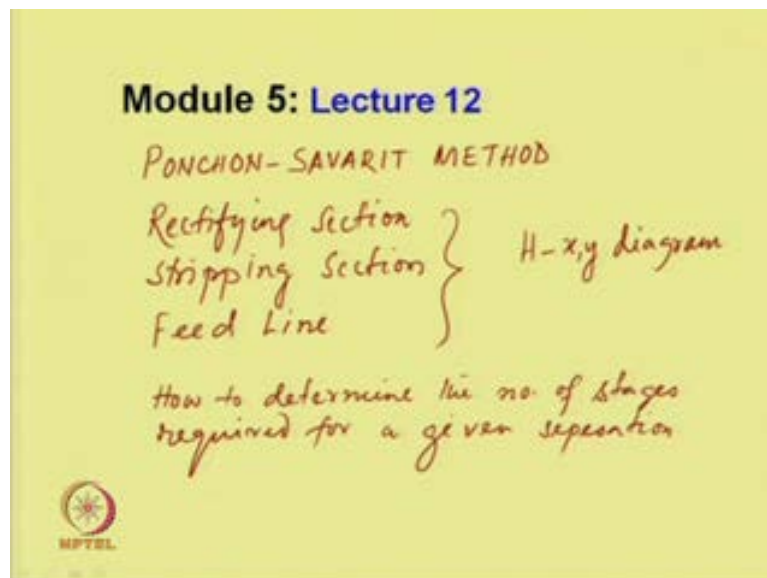 Module 5: Lecture 12
PONCHON-SAVARIT METHOD
Rectifying Section
Stripping Section
Feed Line
H-x,y diagram
How to determine the no. of stages
required for a given seperation
NPTEL